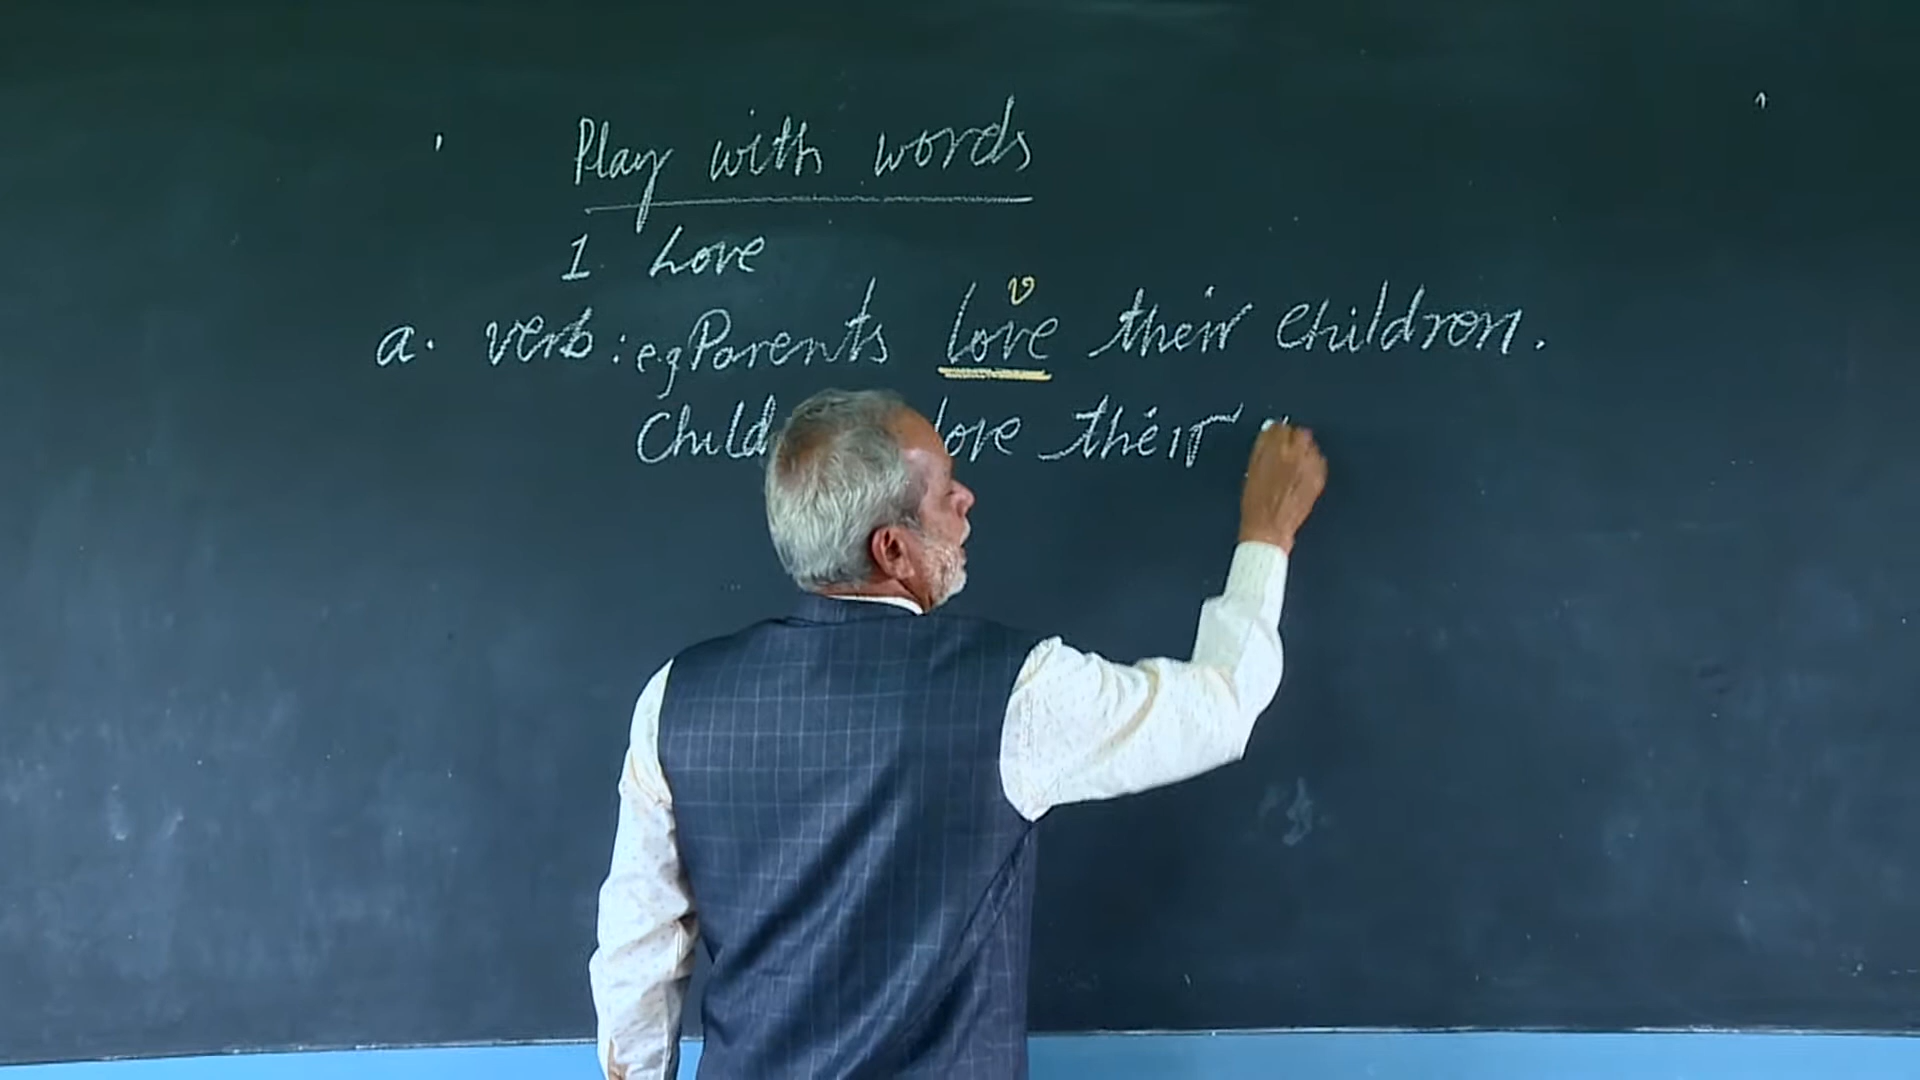 Play with words
1 Love
v
a. verb : e.g Parents love their children.
Child love their